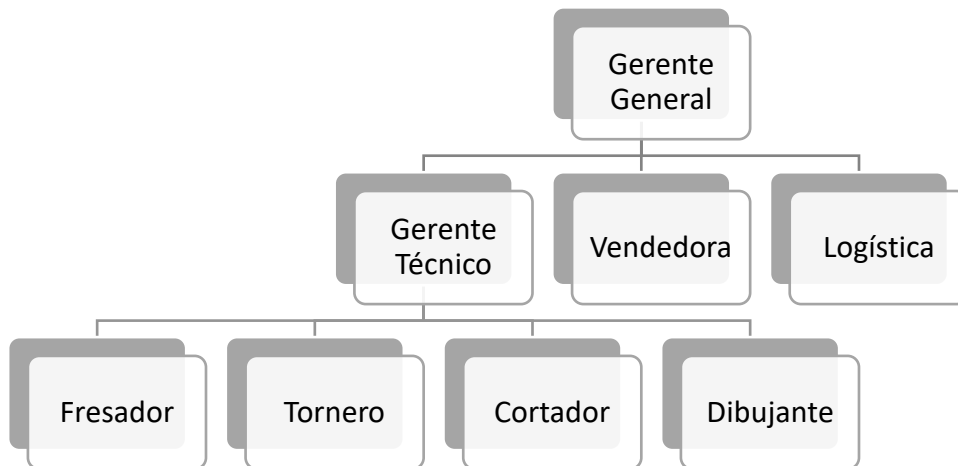 Gerente
General
Gerente
Técnico
Vendedora
Logística
Fresador
Tornero
Cortador
Dibujante